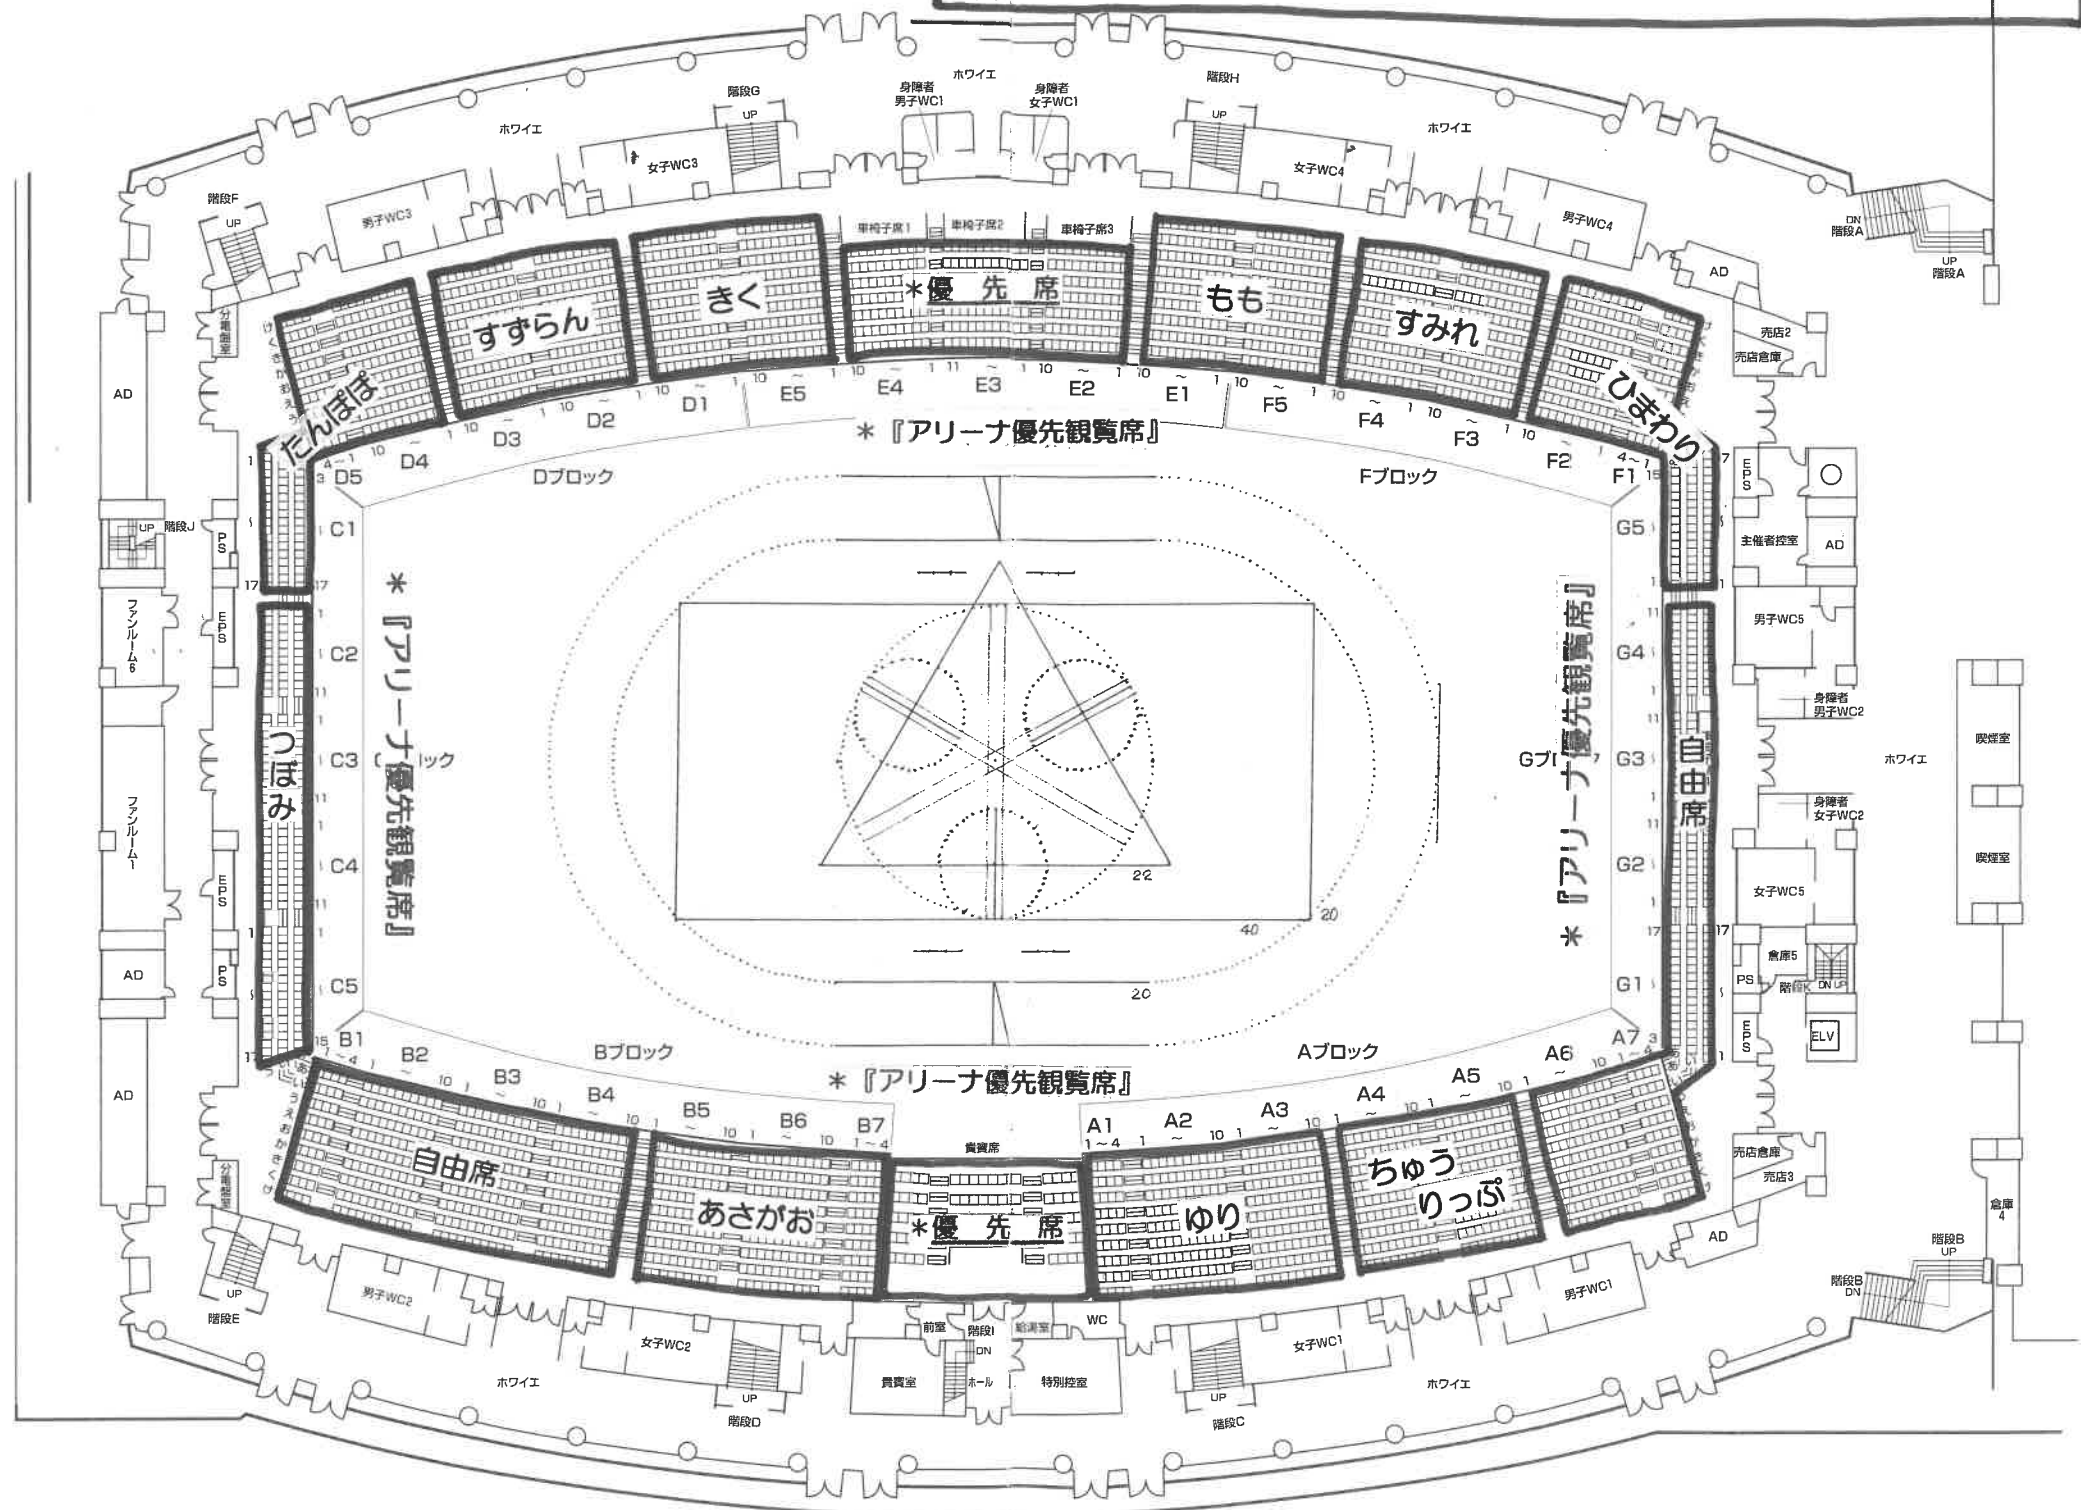 ホワイエ
身障者
男子WC1
身障者
女子WC1
階段G
UP
階段H
UP
ホワイエ
ホワイエ
女子WC3
女子WC4
階段F
UP
男子WC3
男子WC4
DN
階段A
UP
階段A
AD
車椅子席1
車椅子席2
車椅子席3
たんぽぽ
すずらん
きく
*優先席
もも
すみれ
ひまわり
分電盤室
売店2
売店倉庫
AD
D5
D4
D3
D2
D1
E5
E4
E3
E2
E1
F5
F4
F3
F2
F1
*『アリーナ優先観覧席』
Dブロック
Fブロック
UP 階段J
PS
EPS
ファンルーム6
ファンルーム1
EPS
AD
PS
AD
C1
C2
C3
C4
C5
つぼみ
*『アリーナ優先観覧席』
22
40
20
20
*『アリーナ優先観覧席』
G5
G4
G3
G2
G1
自由席
EPS
主催者控室
AD
男子WC5
身障者
男子WC2
ホワイエ
喫煙室
身障者
女子WC2
喫煙室
女子WC5
倉庫5
PS
階段K
DN UP
EPS
ELV
Bブロック
Aブロック
*『アリーナ優先観覧席』
B1
B2
B3
B4
B5
B6
B7
貴賓席
A1
A2
A3
A4
A5
A6
A7
自由席
あさがお
*優先席
ゆり
ちゅう
りっぷ
分電盤室
売店倉庫
売店3
倉庫
4
AD
階段B
UP
階段B
DN
UP
階段E
男子WC2
女子WC2
UP
階段D
前室
階段I
DN
給湯室
WC
貴賓室
ホール
特別控室
女子WC1
男子WC1
UP
階段C
ホワイエ
ホワイエ